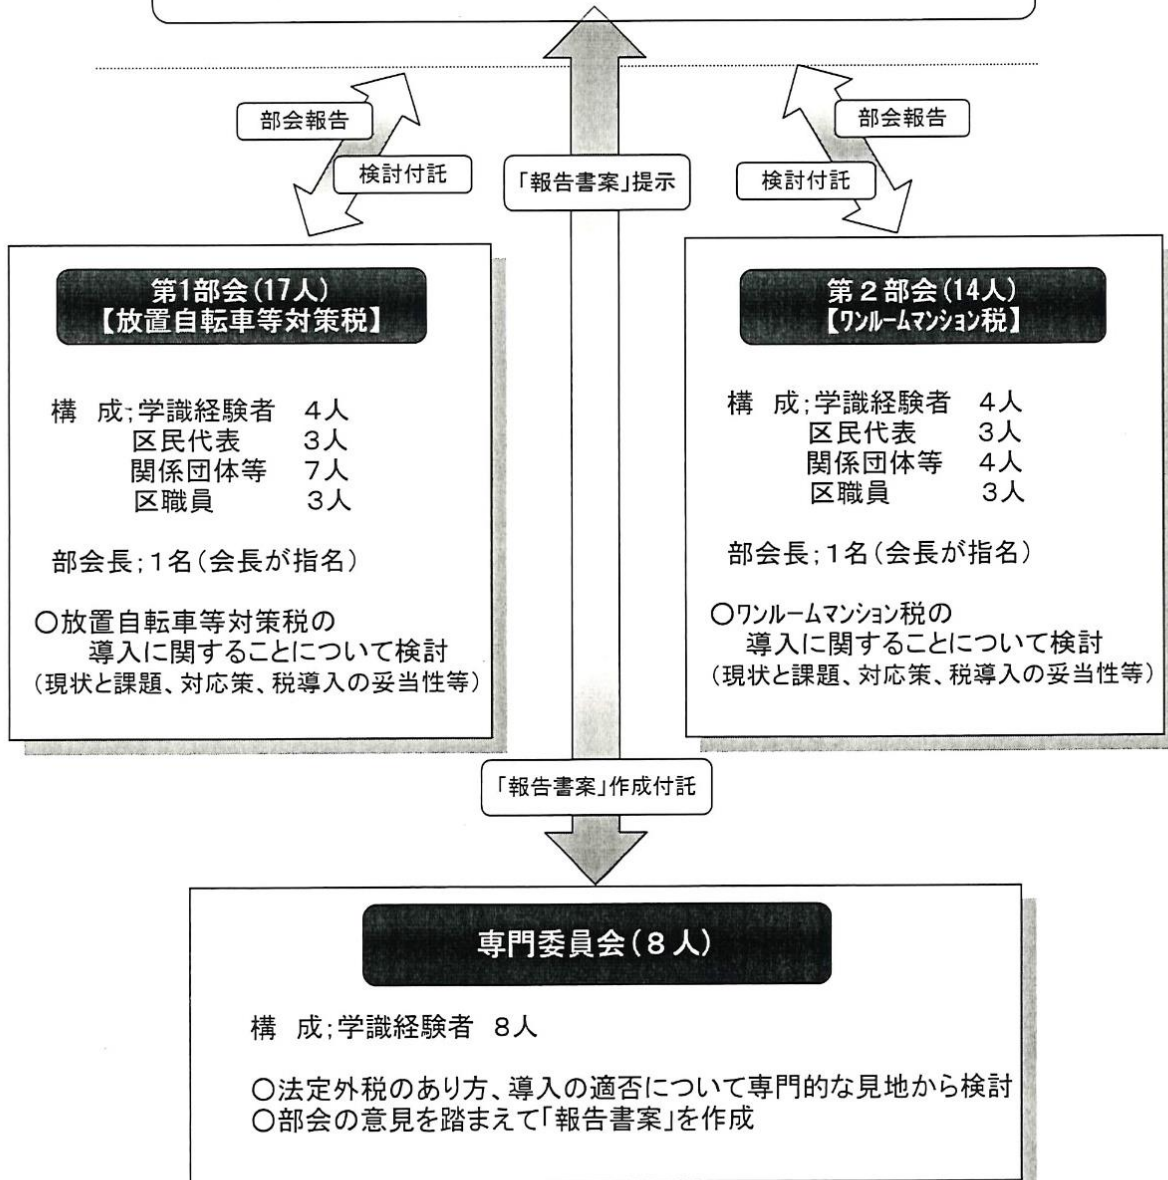 部会報告
検討付託
「報告書案」提示
部会報告
検討付託
第1部会(17人)
【放置自転車等対策税】
構　成;学識経験者　4人
区民代表　3人
関係団体等　7人
区職員　3人
部会長;1名(会長が指名)
○放置自転車等対策税の
導入に関することについて検討
(現状と課題、対応策、税導入の妥当性等)
第２部会(14人)
【ワンルームマンション税】
構　成;学識経験者　4人
区民代表　3人
関係団体等　4人
区職員　3人
部会長;1名(会長が指名)
○ワンルームマンション税の
導入に関することについて検討
(現状と課題、対応策、税導入の妥当性等)
「報告書案」作成付託
専門委員会(８人)
構　成;学識経験者　8人
○法定外税のあり方、導入の適否について専門的な見地から検討
○部会の意見を踏まえて「報告書案」を作成